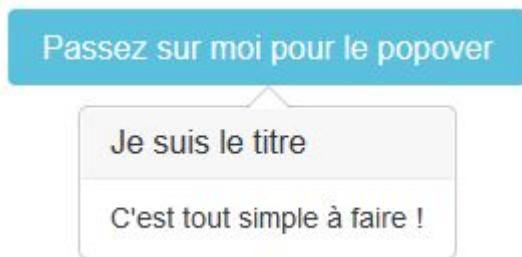 Passez sur moi pour le popover
Je suis le titre
C'est tout simple à faire !